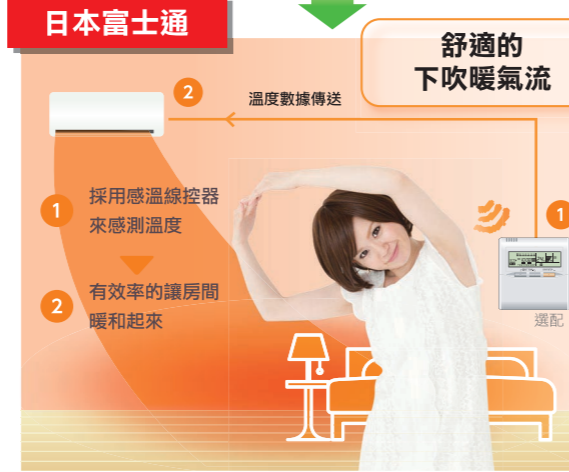 日本富士通
舒適的
下吹暖氣流
2
溫度數據傳送
1
採用感溫線控器
來感測溫度
1
2
有效率的讓房間
暖和起來
選配